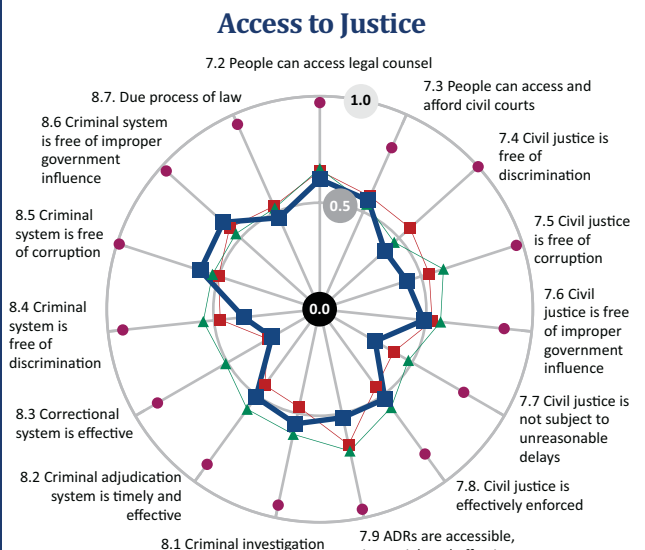 Access to Justice
7.2 People can access legal counsel
7.3 People can access and
afford civil courts
7.4 Civil justice is
free of
discrimination
7.5 Civil justice
is free of
corruption
7.6 Civil
justice is free
of improper
government
influence
7.7 Civil justice is
not subject to
unreasonable
delays
7.8. Civil justice is
effectively enforced
7.9 ADRs are accessible,
8.1 Criminal investigation
8.2 Criminal adjudication
system is timely and
effective
8.3 Correctional
system is effective
8.4 Criminal
system is
free of
discrimination
8.5 Criminal
system is free
of corruption
8.6 Criminal system
is free of improper
government
influence
8.7. Due process of law
1.0
0.5
0.0